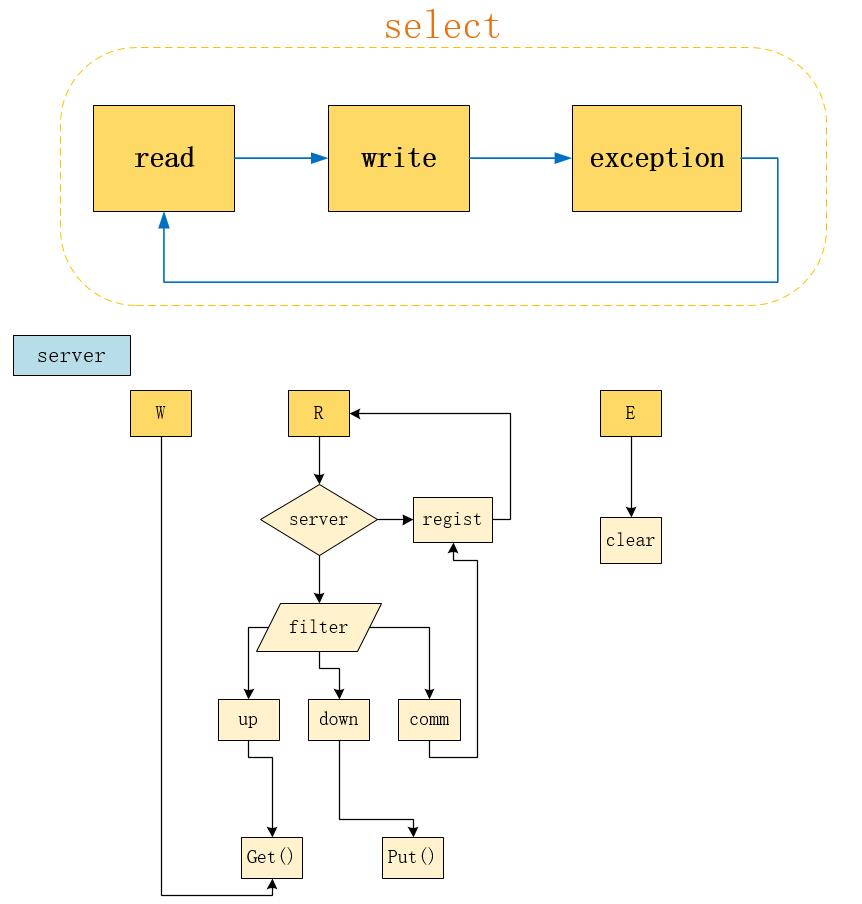 select
read
write
exception
server
W
R
E
server
regist
clear
filter
up
down
comm
Get()
Put()